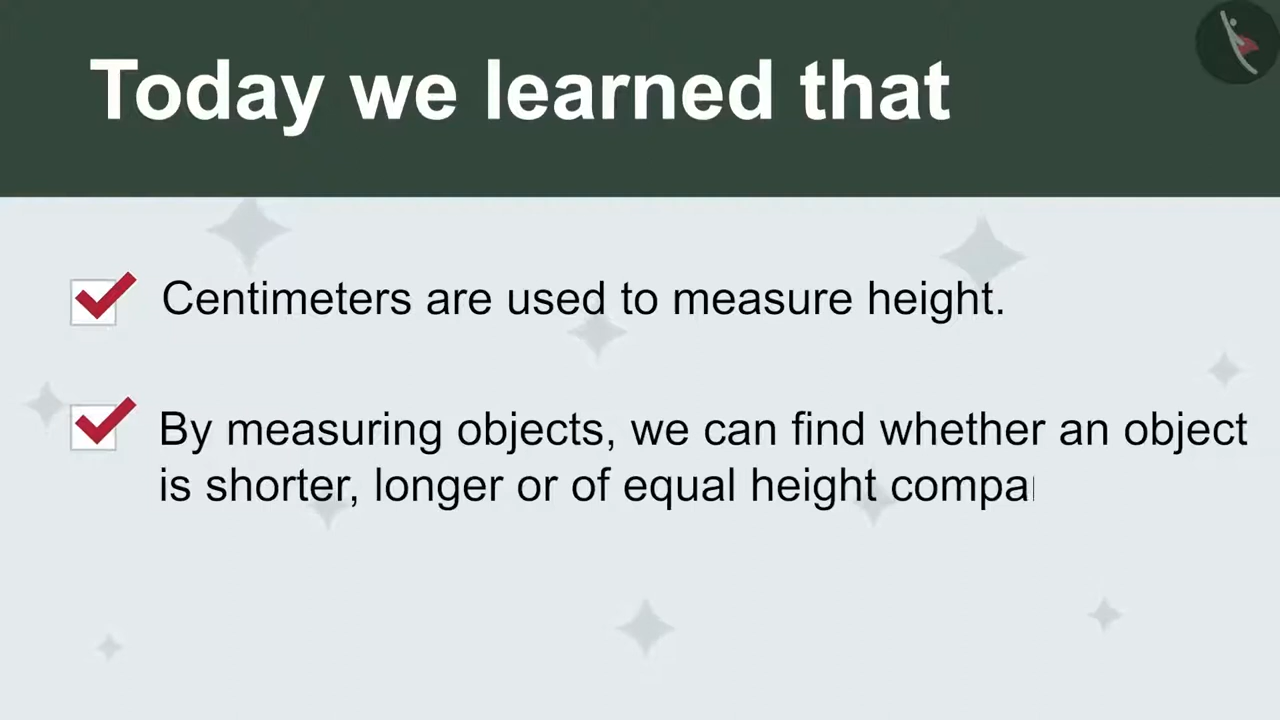 Today we learned that
Centimeters are used to measure height.
By measuring objects, we can find whether an object
is shorter, longer or of equal height compa